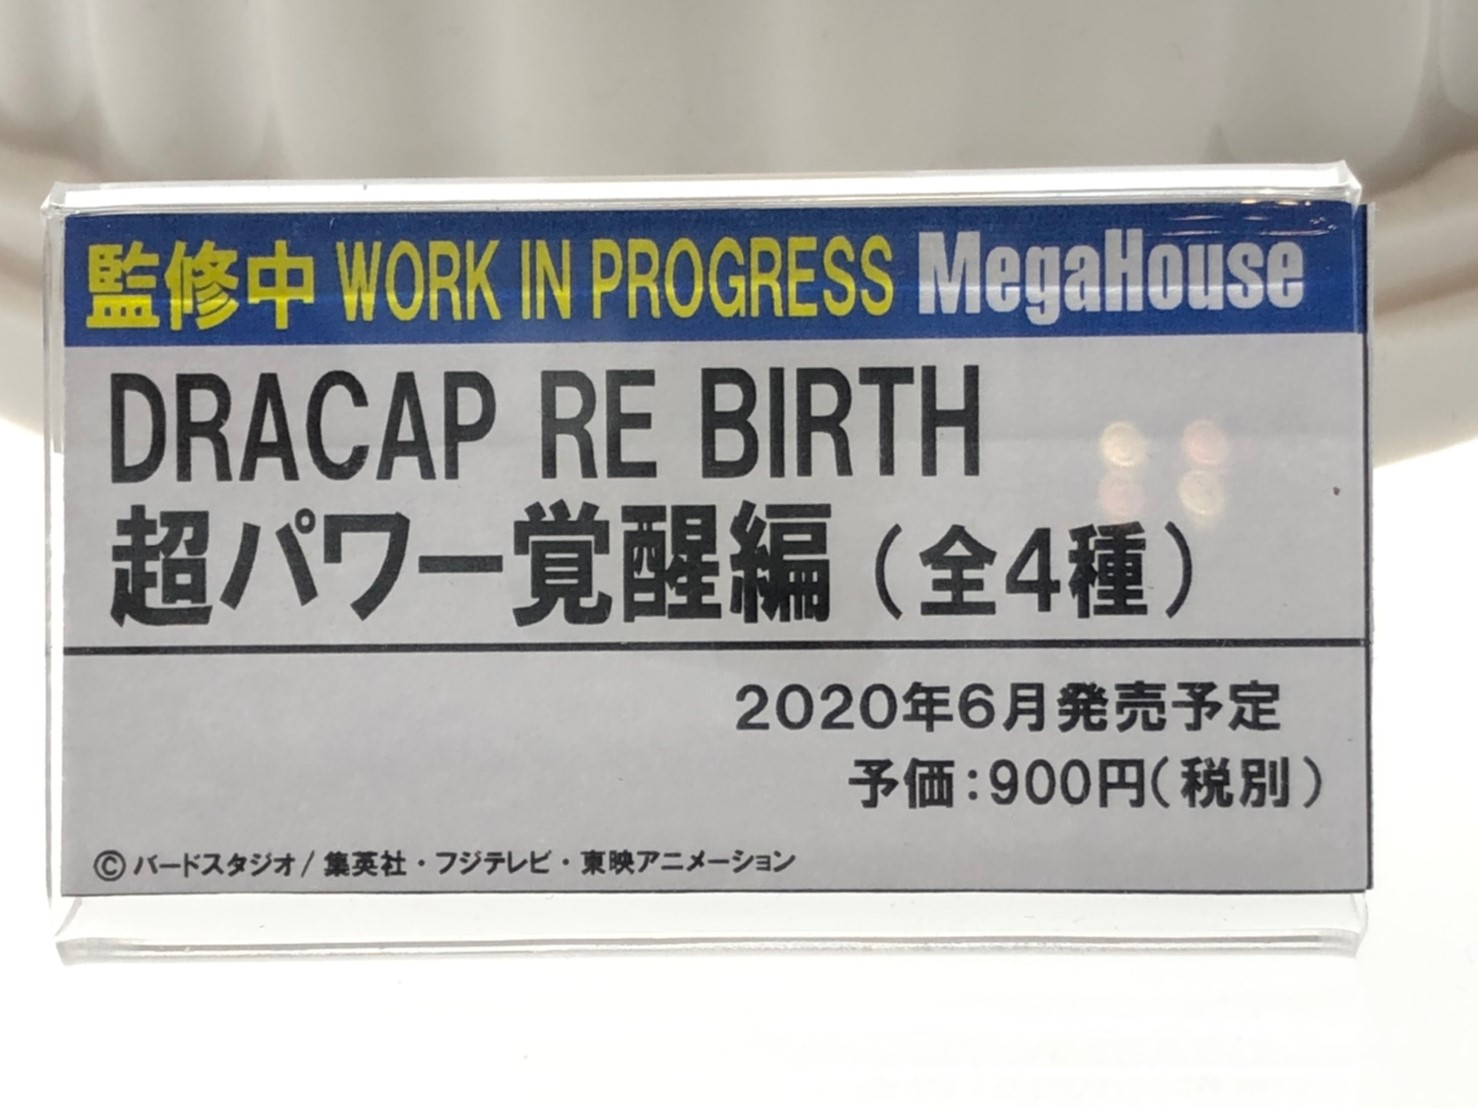 監修中 WORK IN PROGRESS MegaHouse
DRACAP RE BIRTH
超パワー覚醒編（全4種）
2020年6月発売予定
予価：900円（税別）
©バードスタジオ/集英社・フジテレビ・東映アニメーション